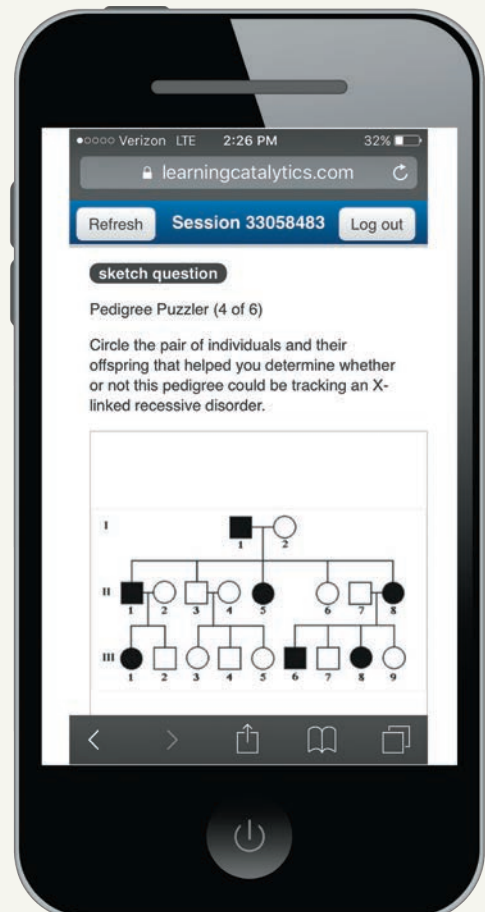 Verizon LTE 2:26 PM 32%
learningcatalytics.com
Refresh Session 33058483 Log out
sketch question
Pedigree Puzzler (4 of 6)
Circle the pair of individuals and their
offspring that helped you determine whether
or not this pedigree could be tracking an X-
linked recessive disorder.
I
1 2
II
1 2 3 4 5 6 7 8
III
1 2 3 4 5 6 7 8 9